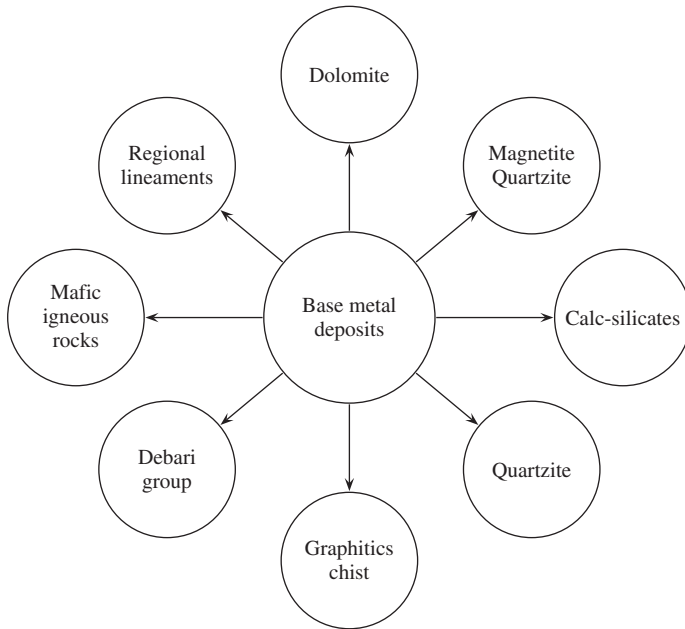 Dolomite
Regional
lineaments
Magnetite
Quartzite
Mafic
igneous
rocks
Base metal
deposits
Calc-silicates
Debari
group
Quartzite
Graphitics
chist